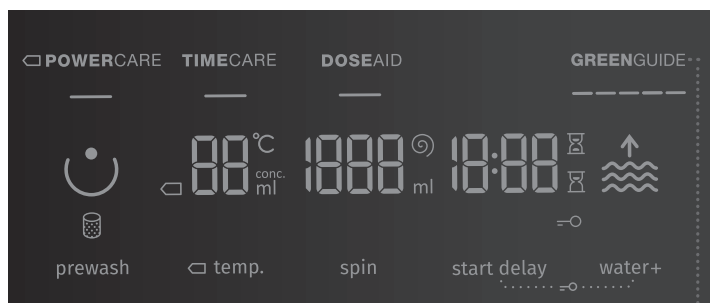 POWERCARE TIMECARE DOSEAID GREENGUIDE
88 °C 1888 18:88
conc.
ml ml
prewash temp. spin start delay water+